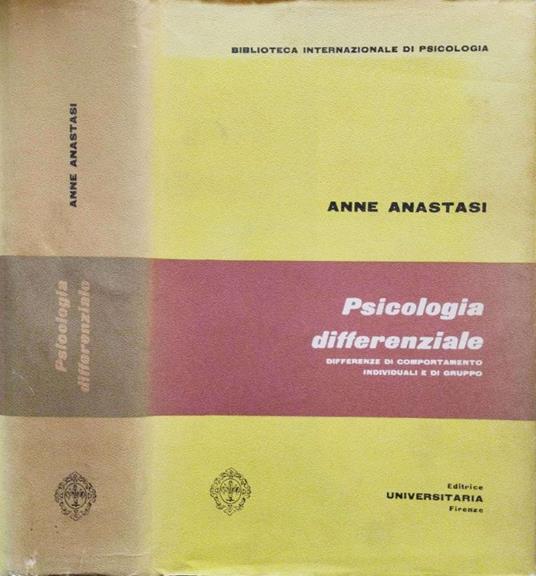 ANNE ANASTASI
Psicologia
differenziale
BIBLIOTECA INTERNAZIONALE DI PSICOLOGIA
ANNE ANASTASI
Psicologia
differenziale
DIFFERENZE DI COMPORTAMENTO
INDIVIDUALI E DI GRUPPO
Editrice
UNIVERSITARIA
Firenze